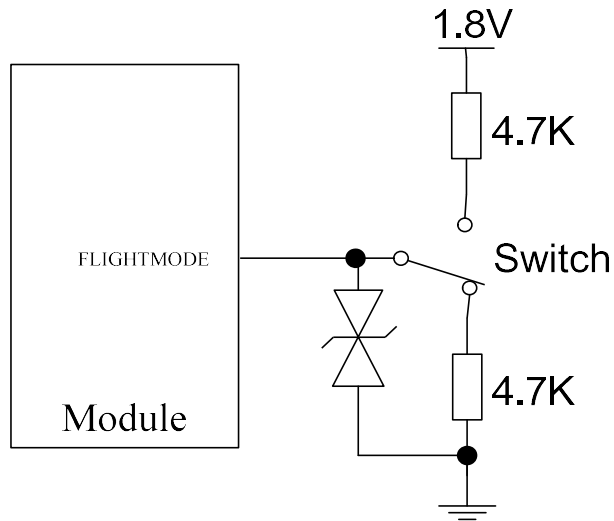 1.8V
4.7K
FLIGHTMODE
Switch
4.7K
Module